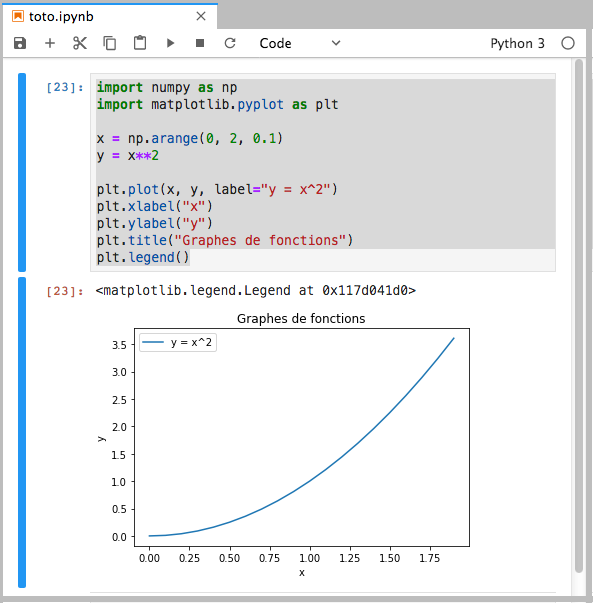 toto.ipynb
Code Python 3
[23]: import numpy as np
import matplotlib.pyplot as plt
x = np.arange(0, 2, 0.1)
y = x**2
plt.plot(x, y, label="y = x^2")
plt.xlabel("x")
plt.ylabel("y")
plt.title("Graphes de fonctions")
plt.legend()
[23]: <matplotlib.legend.Legend at 0x117d041d0>
Graphes de fonctions
y = x^2
3.5
3.0
2.5
2.0
1.5
1.0
0.5
0.0
y
0.00 0.25 0.50 0.75 1.00 1.25 1.50 1.75
x